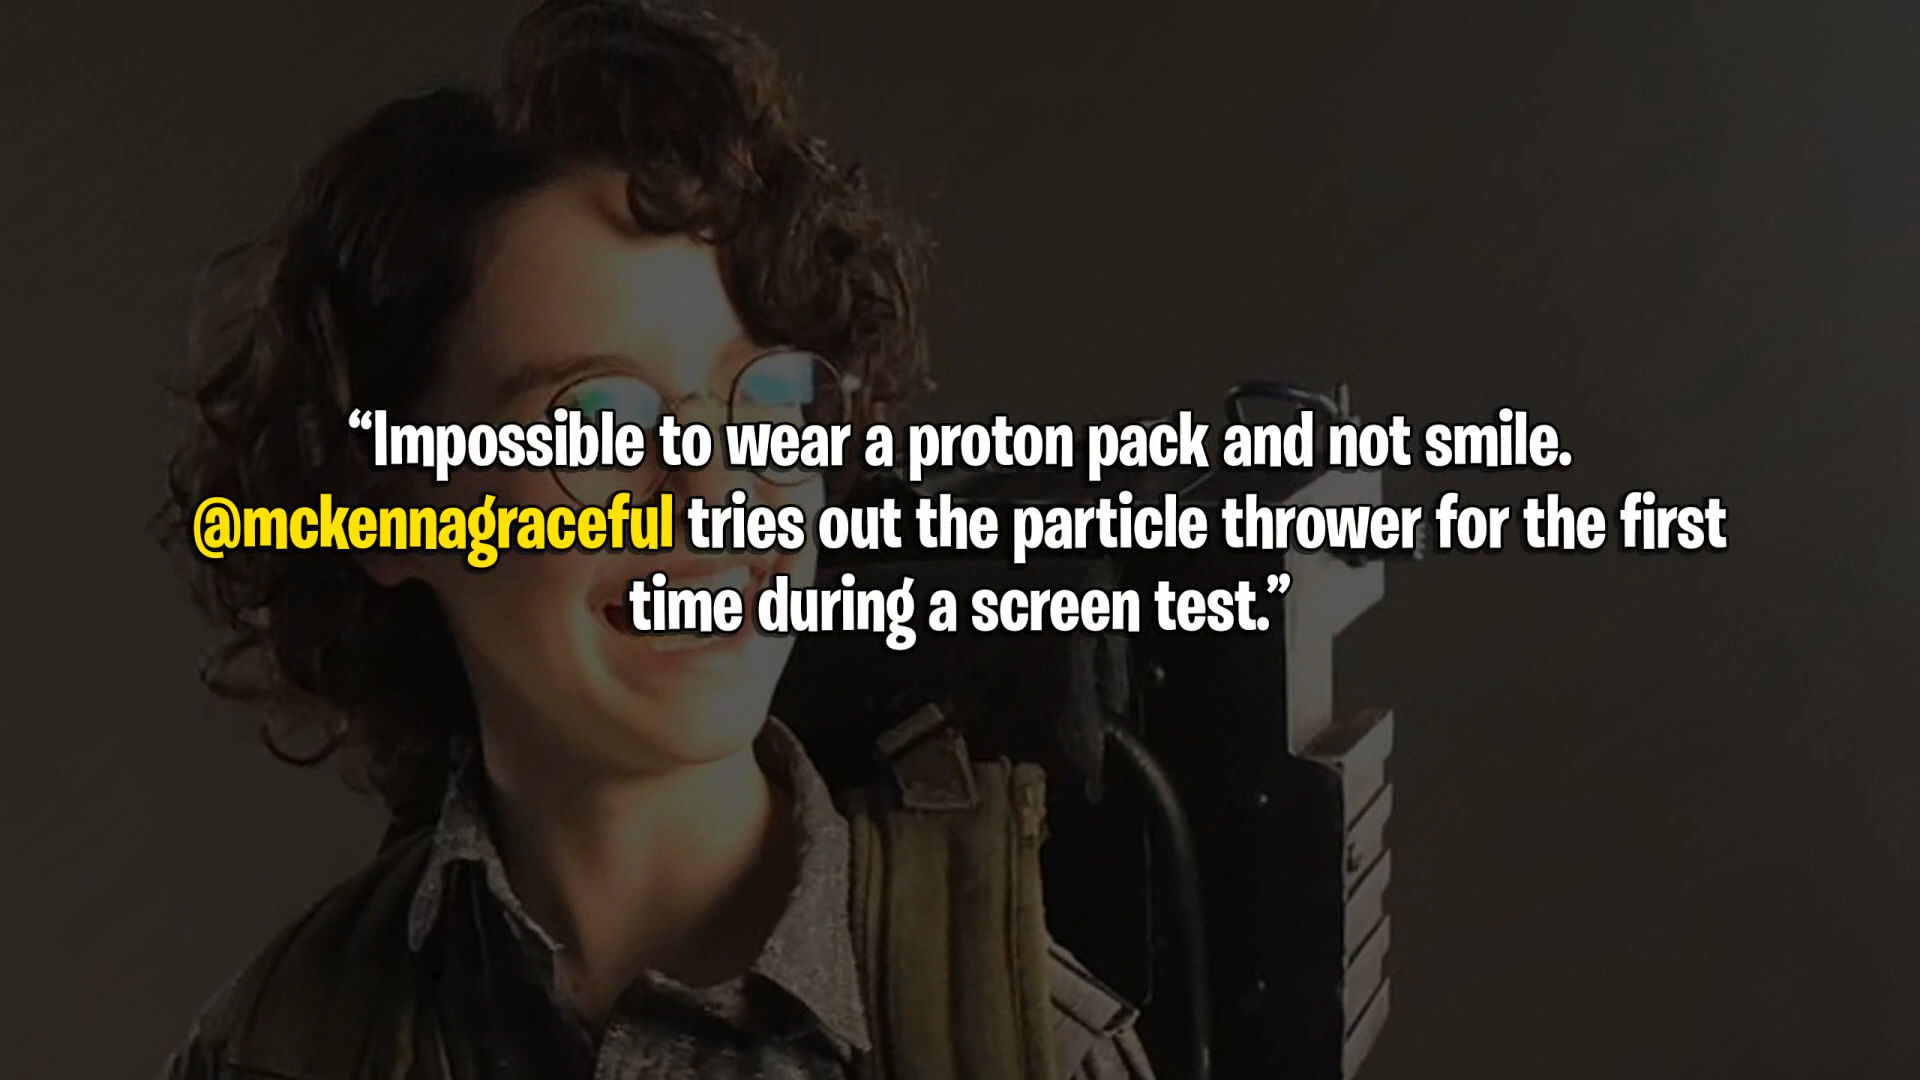 “Impossible to wear a proton pack and not smile.
@mckennagraceful tries out the particle thrower for the first
time during a screen test.”